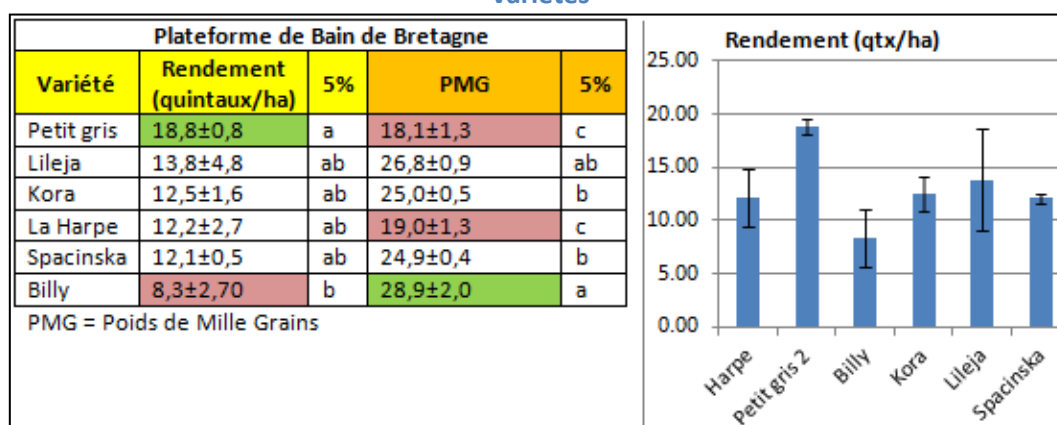 Variétés
Plateforme de Bain de Bretagne
Variété Rendement (quintaux/ha) 5% PMG 5%
Petit gris 18,8±0,8 a 18,1±1,3 c
Lileja 13,8±4,8 ab 26,8±0,9 ab
Kora 12,5±1,6 ab 25,0±0,5 b
La Harpe 12,2±2,7 ab 19,0±1,3 c
Spacinska 12,1±0,5 ab 24,9±0,4 b
Billy 8,3±2,70 b 28,9±2,0 a
PMG = Poids de Mille Grains
Rendement (qtx/ha)
25.00
20.00
15.00
10.00
5.00
0.00
Harpe
Petit gris 2
Billy
Kora
Lileja
Spacinska